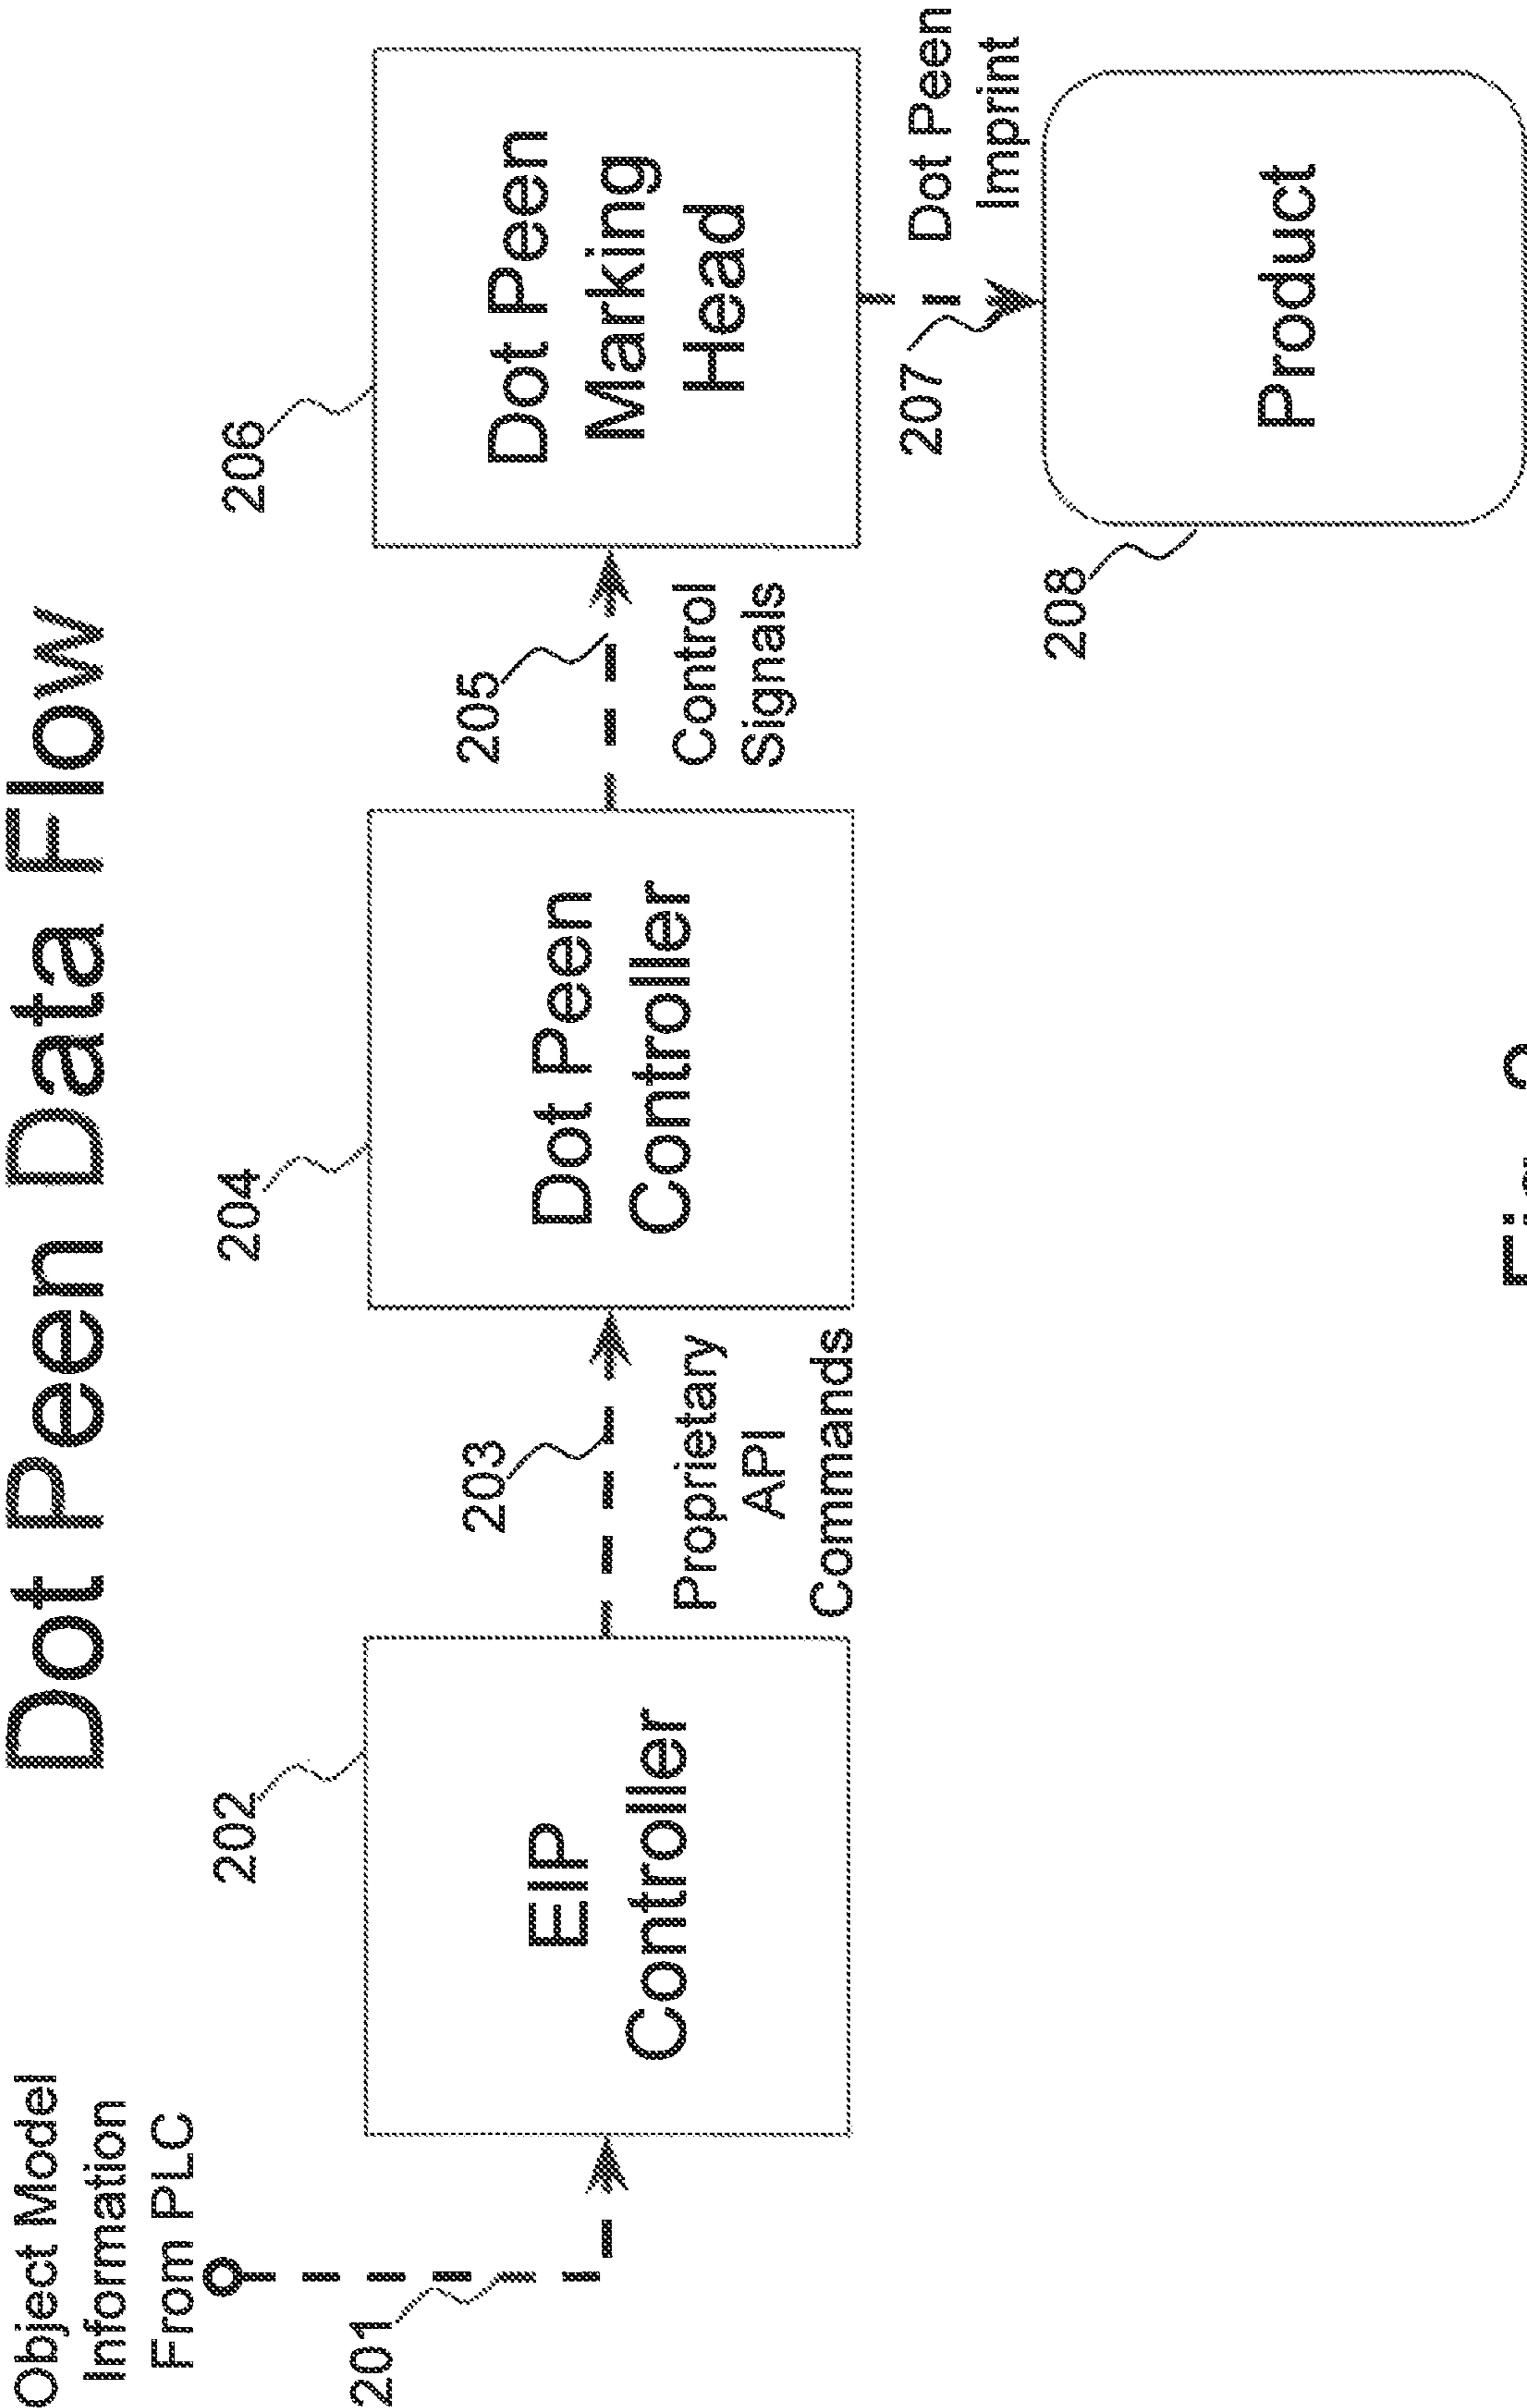 Dot Peen Data Flow
Object Model
Information
From PLC
201
202
EIP
Controller
203
Proprietary
API
Commands
204
Dot Peen
Controller
205
Control
Signals
206
Dot Peen
Marking
Head
207
Dot Peen
Imprint
208
Product